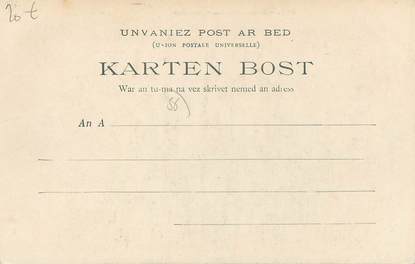 20 €
UNVANIEZ POST AR BED
(UNION POSTALE UNIVERSELLE)
KARTEN BOST
War an tu-ma na vez skrivet nemed an adress
An A